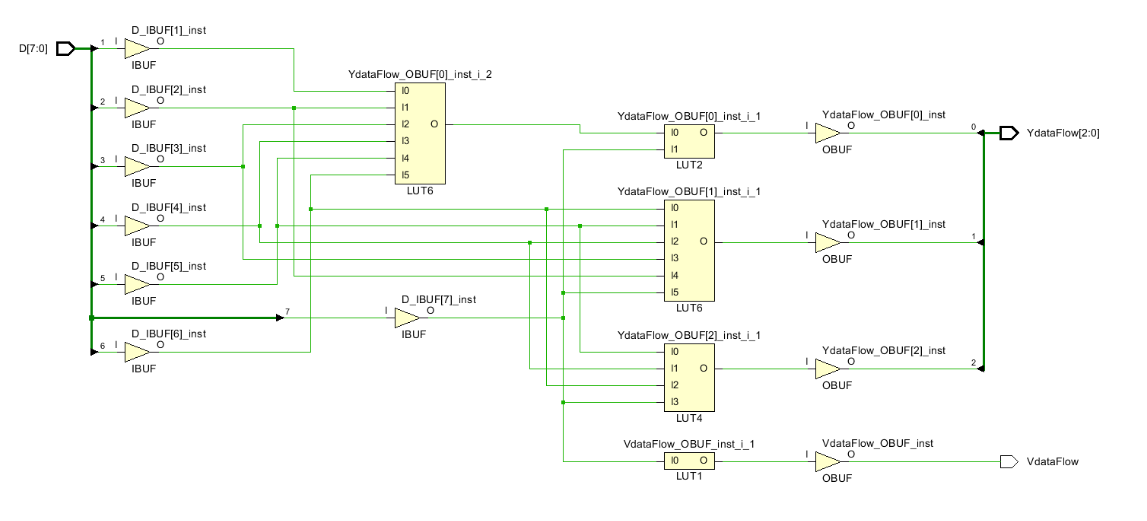 D_IBUF[1]_inst
D[7:0]
1
I
O
IBUF
YdataFlow_OBUF[0]_inst_i_2
D_IBUF[2]_inst
2
I
O
IBUF
I0
I1
I2
I3
I4
I5
O
LUT6
D_IBUF[3]_inst
3
I
O
IBUF
D_IBUF[4]_inst
4
I
O
IBUF
D_IBUF[5]_inst
5
I
O
IBUF
7
D_IBUF[7]_inst
I
O
IBUF
D_IBUF[6]_inst
6
I
O
IBUF
YdataFlow_OBUF[0]_inst_i_1
I0
I1
O
LUT2
YdataFlow_OBUF[0]_inst
I
O
OBUF
0
YdataFlow[2:0]
YdataFlow_OBUF[1]_inst_i_1
I0
I1
I2
I3
I4
I5
O
LUT6
YdataFlow_OBUF[1]_inst
I
O
OBUF
1
YdataFlow_OBUF[2]_inst_i_1
I0
I1
I2
I3
O
LUT4
YdataFlow_OBUF[2]_inst
I
O
OBUF
2
VdataFlow_OBUF_inst_i_1
I0
O
LUT1
VdataFlow_OBUF_inst
I
O
OBUF
VdataFlow